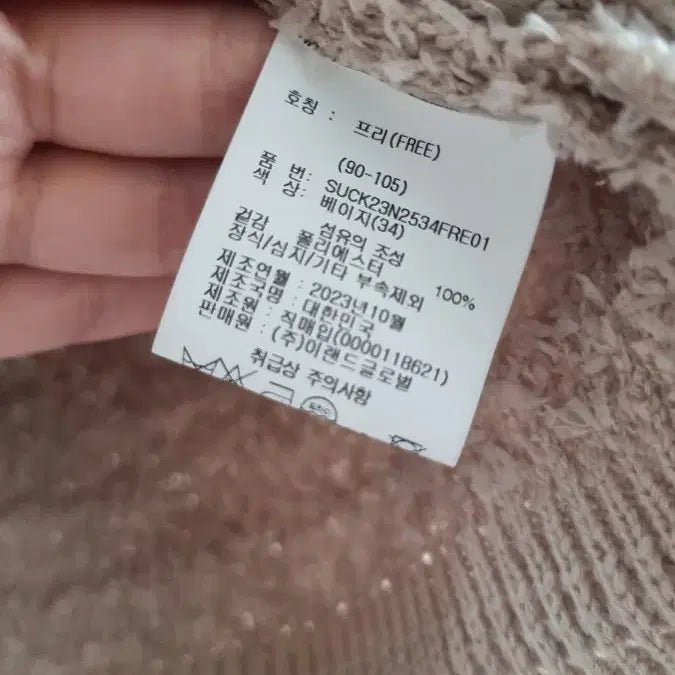 호칭 : 프리(FREE)
(90-105)
품 번: SUCK23N2534FRE01
색 상: 베이지(34)
섬유의 조성
겉감 폴리에스터 100%
장식/심지/기타 부속제외
제조연월 : 2023년10월
제조국명 : 대한민국
제조원 : 직매입(0000118621)
판매원 : (주)이랜드글로벌
취급상 주의사항